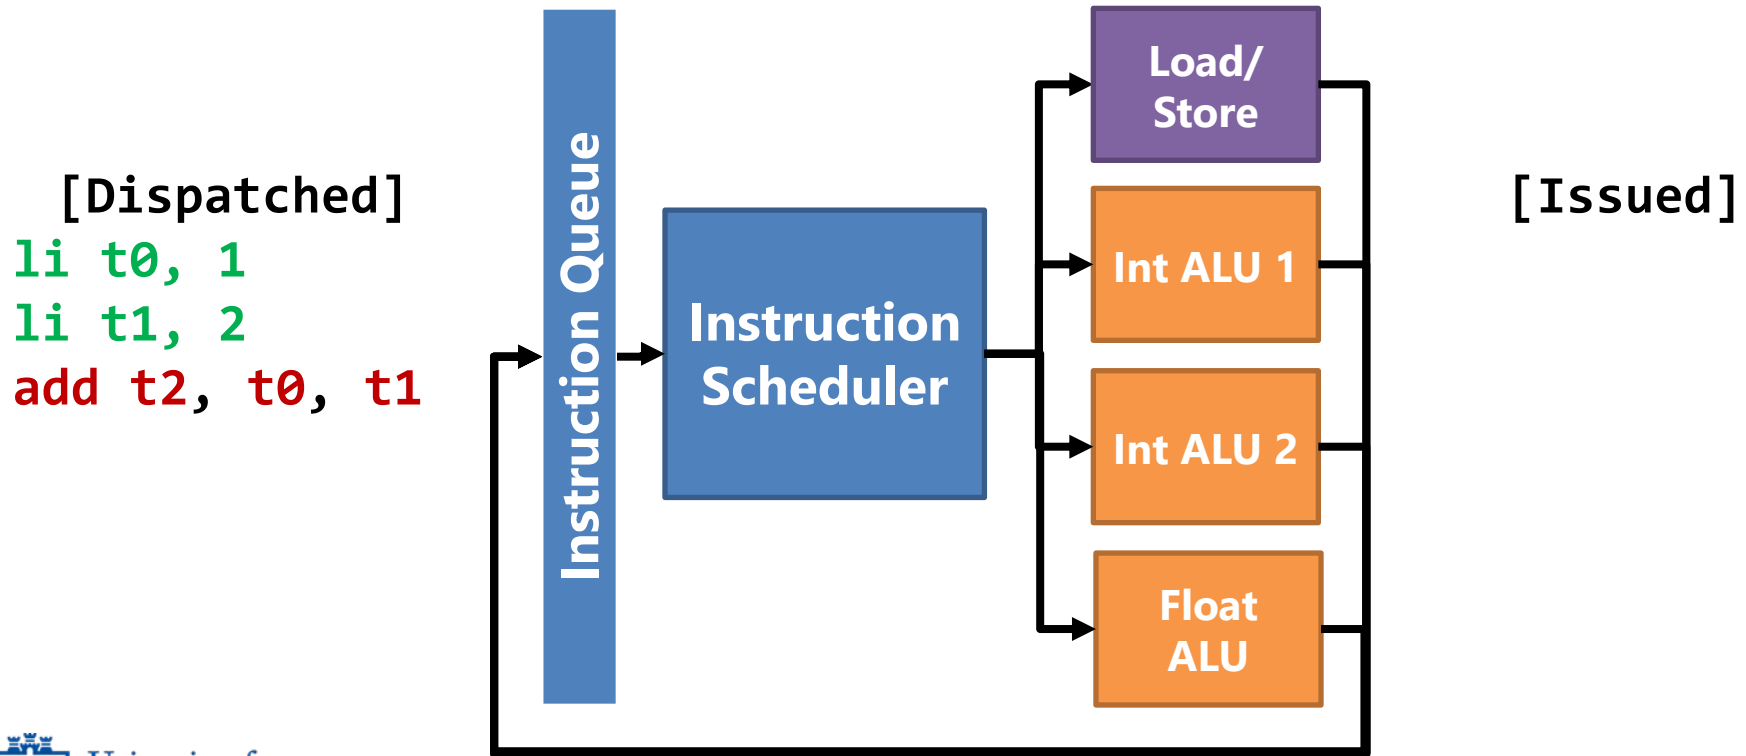 [Dispatched]
li t0, 1
li t1, 2
add t2, t0, t1
Instruction Queue
Instruction
Scheduler
Load/
Store
Int ALU 1
Int ALU 2
Float
ALU
[Issued]